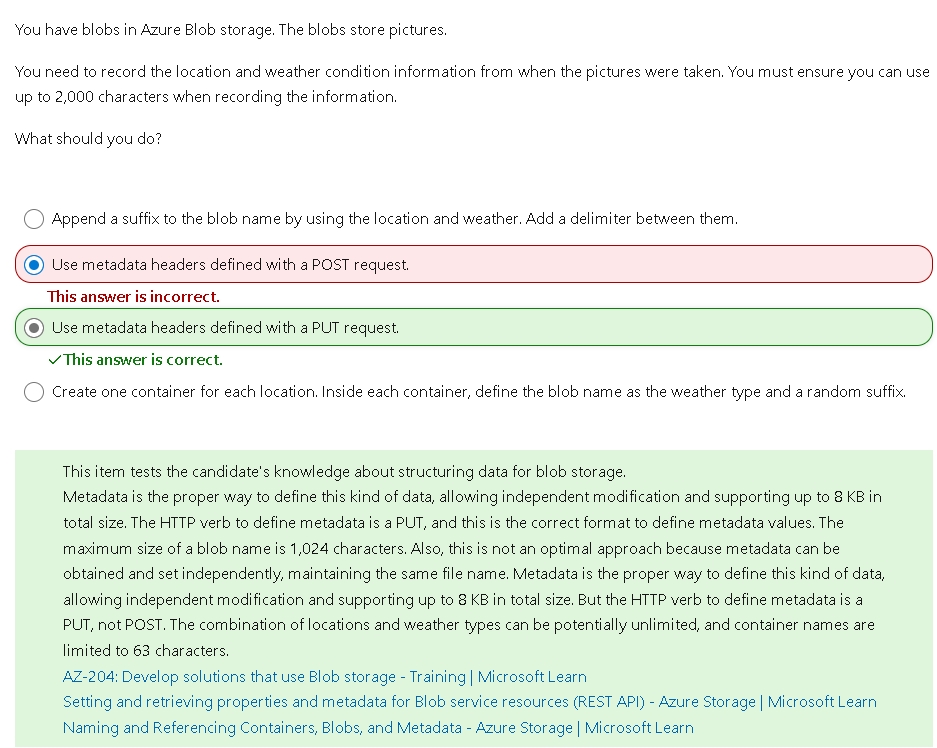 You have blobs in Azure Blob storage. The blobs store pictures.
You need to record the location and weather condition information from when the pictures were taken. You must ensure you can use
up to 2,000 characters when recording the information.
What should you do?
Append a suffix to the blob name by using the location and weather. Add a delimiter between them.
Use metadata headers defined with a POST request.
This answer is incorrect.
Use metadata headers defined with a PUT request.
✓This answer is correct.
Create one container for each location. Inside each container, define the blob name as the weather type and a random suffix.
This item tests the candidate's knowledge about structuring data for blob storage.
Metadata is the proper way to define this kind of data, allowing independent modification and supporting up to 8 KB in
total size. The HTTP verb to define metadata is a PUT, and this is the correct format to define metadata values. The
maximum size of a blob name is 1,024 characters. Also, this is not an optimal approach because metadata can be
obtained and set independently, maintaining the same file name. Metadata is the proper way to define this kind of data,
allowing independent modification and supporting up to 8 KB in total size. But the HTTP verb to define metadata is a
PUT, not POST. The combination of locations and weather types can be potentially unlimited, and container names are
limited to 63 characters.
AZ-204: Develop solutions that use Blob storage - Training | Microsoft Learn
Setting and retrieving properties and metadata for Blob service resources (REST API) - Azure Storage | Microsoft Learn
Naming and Referencing Containers, Blobs, and Metadata - Azure Storage | Microsoft Learn